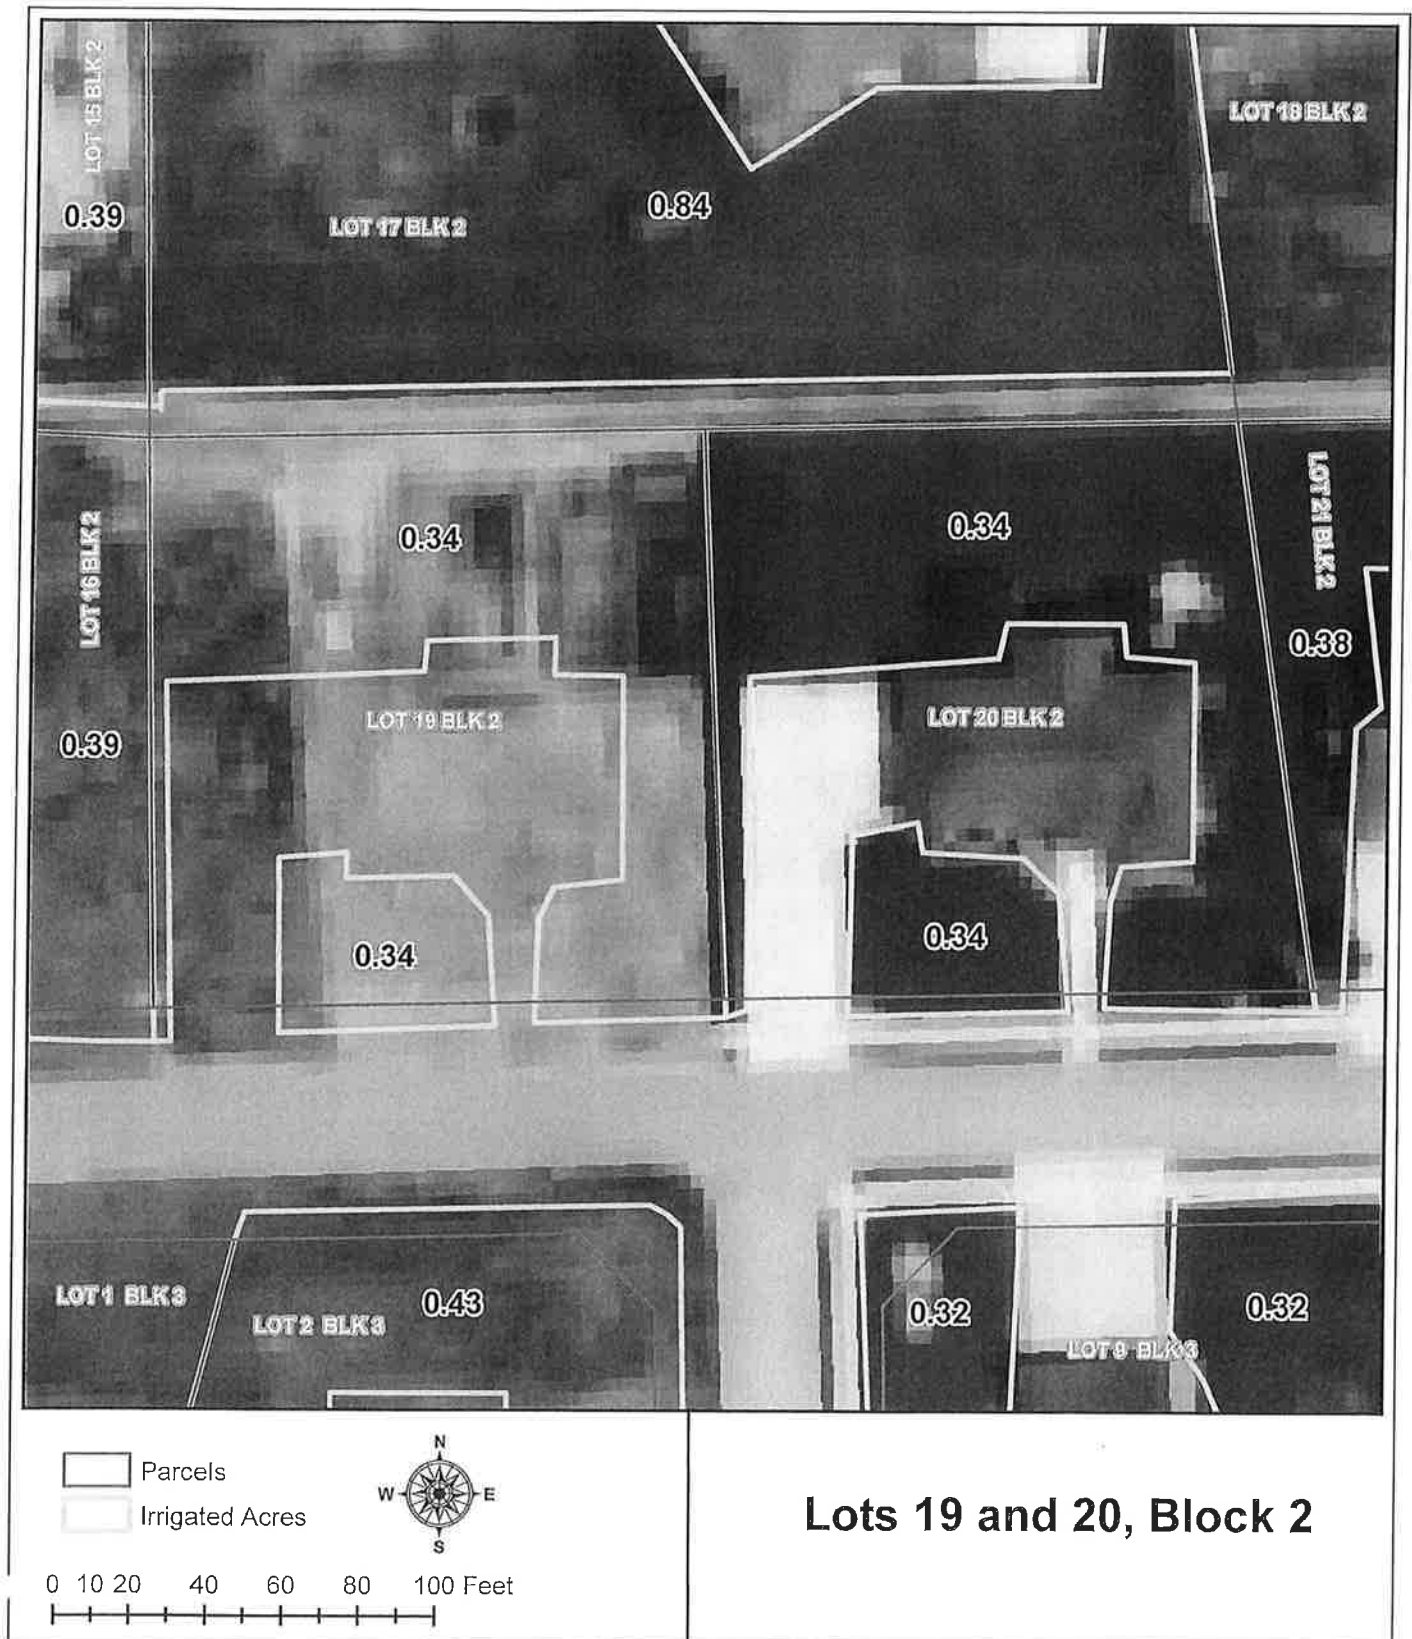 LOT 15 BLK 2
LOT 18 BLK 2
0.39
LOT 17 BLK 2
0.84
LOT 16 BLK 2
0.34
0.34
LOT 21 BLK 2
0.38
0.39
LOT 19 BLK 2
LOT 20 BLK 2
0.34
0.34
LOT 1 BLK 3
LOT 2 BLK 3
0.43
0.32
0.32
LOT 9 BLK 3
Parcels
Irrigated Acres
N
W E
S
0 10 20 40 60 80 100 Feet
Lots 19 and 20, Block 2